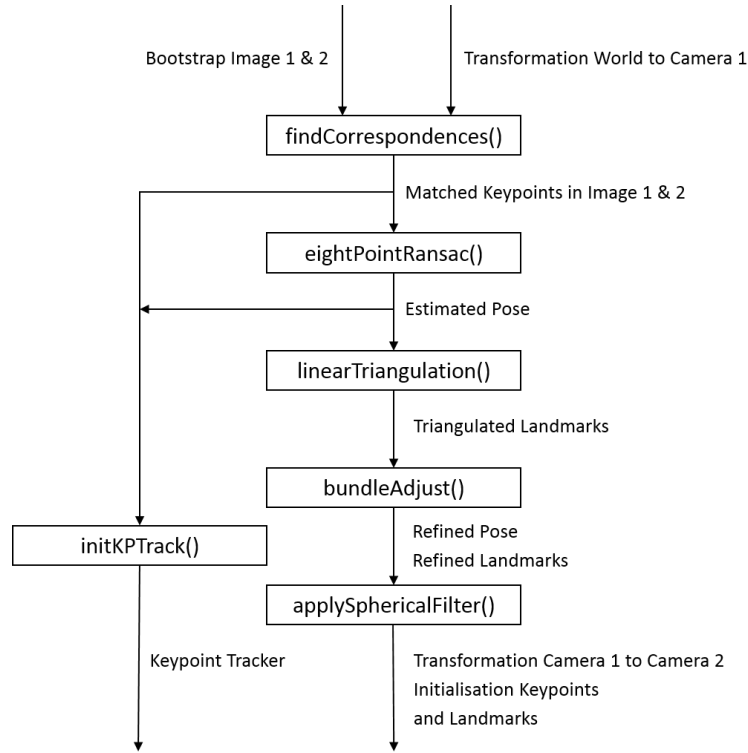 Bootstrap Image 1 & 2
Transformation World to Camera 1
findCorrespondences()
Matched Keypoints in Image 1 & 2
eightPointRansac()
Estimated Pose
linearTriangulation()
Triangulated Landmarks
bundleAdjust()
Refined Pose
Refined Landmarks
initKPTrack()
applySphericalFilter()
Keypoint Tracker
Transformation Camera 1 to Camera 2
Initialisation Keypoints
and Landmarks